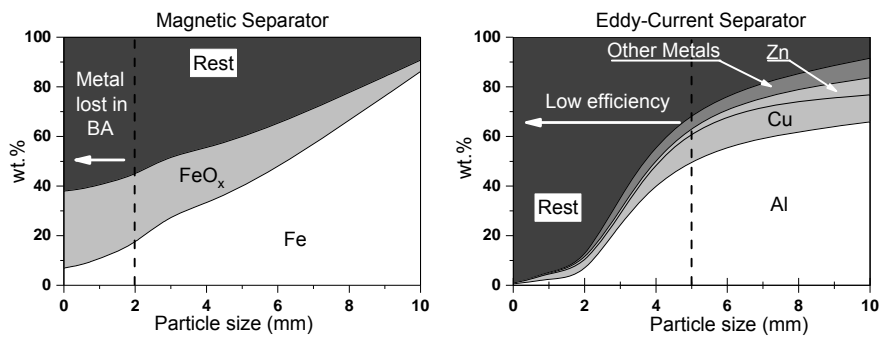 Magnetic Separator
100
80
60
40
20
0
wt.%
Metal
lost in
BA
Rest
FeOₓ
Fe
0 2 4 6 8 10
Particle size (mm)
Eddy-Current Separator
100
80
60
40
20
0
wt.%
Other Metals
Zn
Low efficiency
Cu
Rest
Al
0 2 4 6 8 10
Particle size (mm)